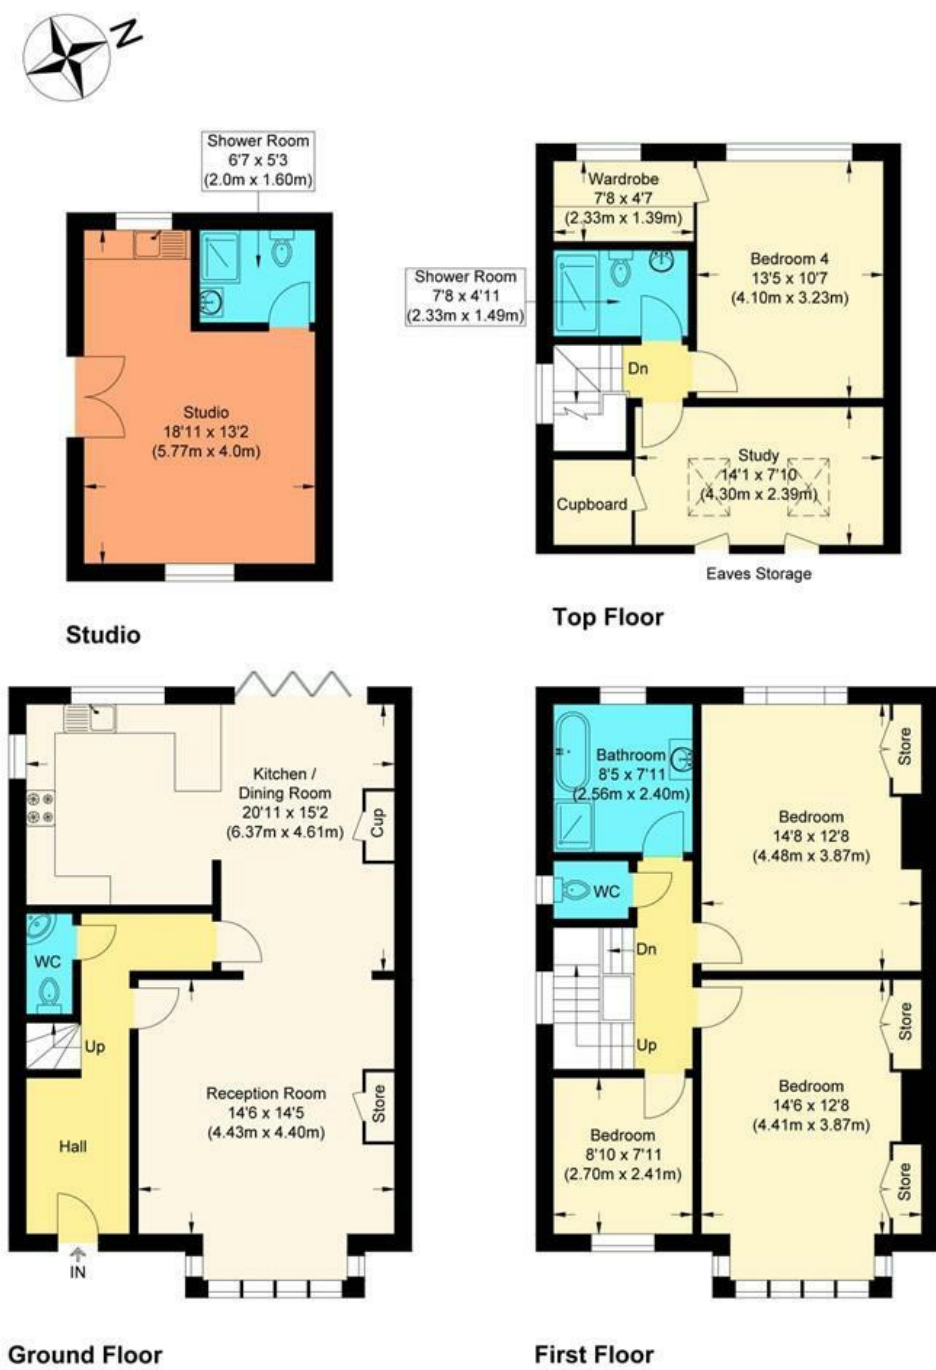 N
Shower Room
6'7 x 5'3
(2.0m x 1.60m)
Studio
18'11 x 13'2
(5.77m x 4.0m)
Studio
Wardrobe
7'8 x 4'7
(2.33m x 1.39m)
Bedroom 4
13'5 x 10'7
(4.10m x 3.23m)
Shower Room
7'8 x 4'11
(2.33m x 1.49m)
Dn
Study
14'1 x 7'10
(4.30m x 2.39m)
Cupboard
Eaves Storage
Top Floor
Kitchen /
Dining Room
20'11 x 15'2
(6.37m x 4.61m)
Cup
WC
Up
Reception Room
14'6 x 14'5
(4.43m x 4.40m)
Store
Hall
IN
Ground Floor
Bathroom
8'5 x 7'11
(2.56m x 2.40m)
Store
Bedroom
14'8 x 12'8
(4.48m x 3.87m)
WC
Dn
Store
Up
Bedroom
14'6 x 12'8
(4.41m x 3.87m)
Bedroom
8'10 x 7'11
(2.70m x 2.41m)
Store
First Floor